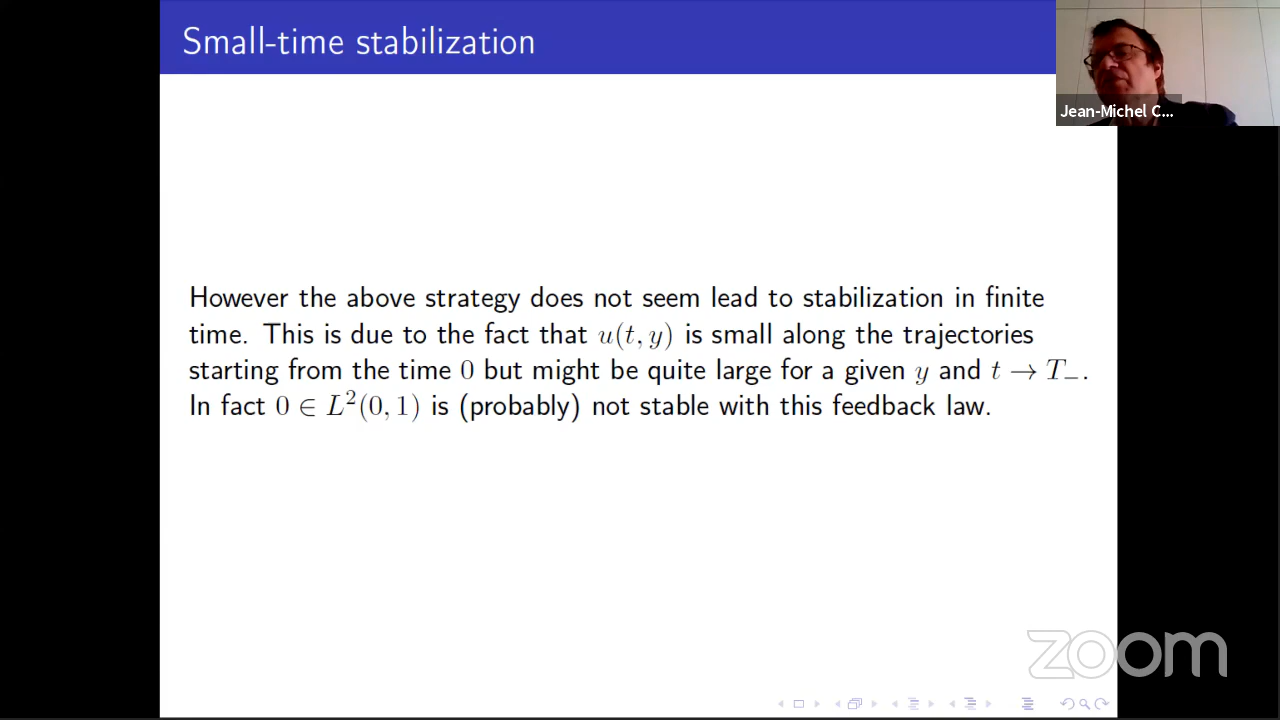 Small-time stabilization
Jean-Michel C...
However the above strategy does not seem lead to stabilization in finite
time. This is due to the fact that u(t, y) is small along the trajectories
starting from the time 0 but might be quite large for a given y and t → T₋.
In fact 0 ∈ L²(0, 1) is (probably) not stable with this feedback law.
zoom